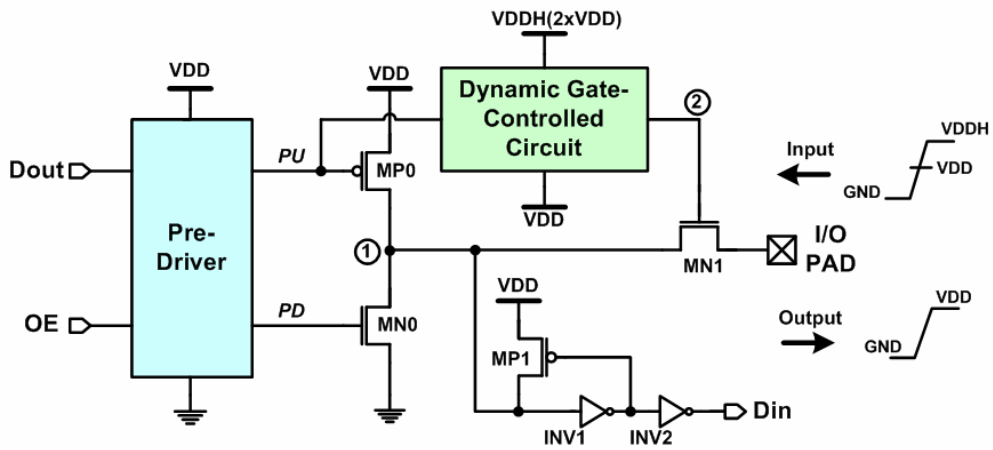 VDDH(2xVDD)
VDD
VDD
Dynamic Gate-
Controlled
Circuit
2
Input
VDDH
VDD
GND
Dout
PU
MP0
VDD
Pre-
Driver
1
MN1
I/O
PAD
OE
PD
MN0
VDD
MP1
Output
VDD
GND
INV1
INV2
Din